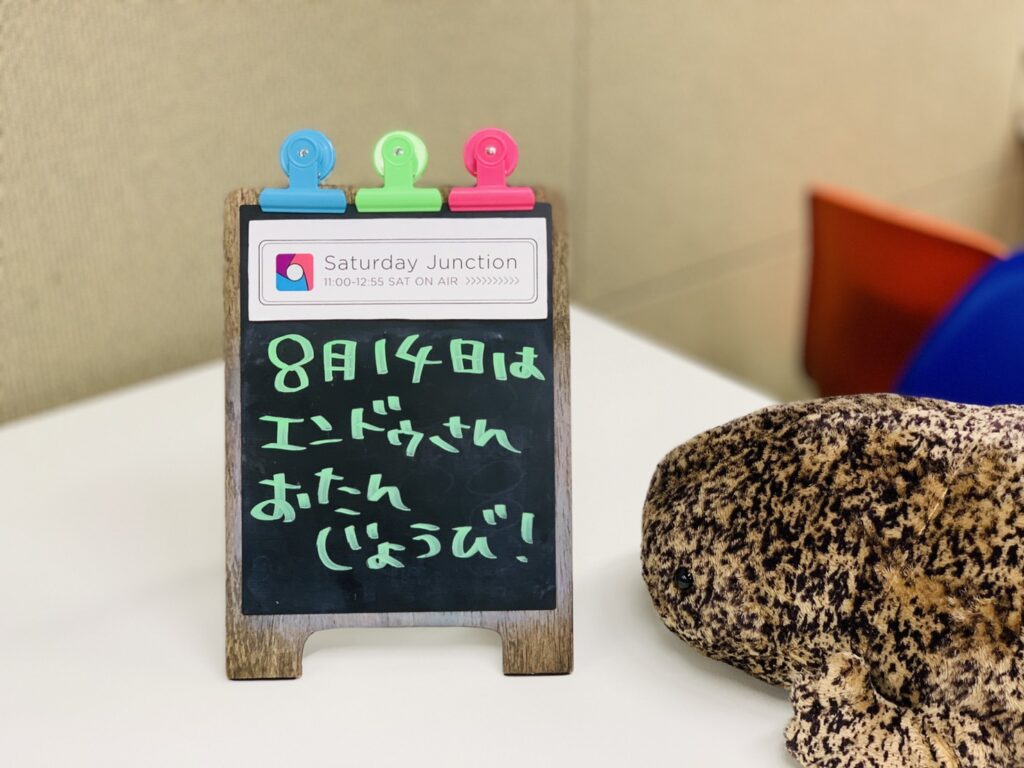 Saturday Junction
11:00-12:55 SAT ON AIR >>>>>>>>>>
8月14日は
エンドゥさん
おたん
じょうび!